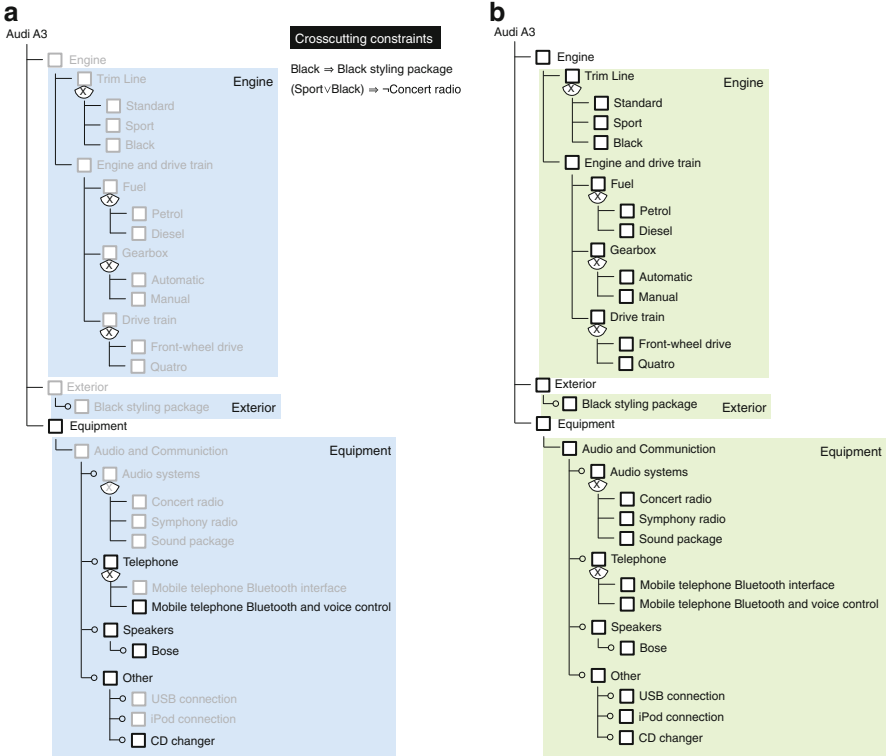 a
Audi A3
Crosscutting constraints
Black ⇒ Black styling package
(Sport∨Black) ⇒ ¬Concert radio
Engine
Engine
Trim Line
X
Standard
Sport
Black
Engine and drive train
Fuel
X
Petrol
Diesel
Gearbox
X
Automatic
Manual
Drive train
X
Front-wheel drive
Quatro
Exterior
Black styling package
Exterior
Equipment
Equipment
Audio and Communiction
Audio systems
X
Concert radio
Symphony radio
Sound package
Telephone
X
Mobile telephone Bluetooth interface
Mobile telephone Bluetooth and voice control
Speakers
Bose
Other
USB connection
iPod connection
CD changer
b
Audi A3
Engine
Engine
Trim Line
X
Standard
Sport
Black
Engine and drive train
Fuel
X
Petrol
Diesel
Gearbox
X
Automatic
Manual
Drive train
X
Front-wheel drive
Quatro
Exterior
Black styling package
Exterior
Equipment
Equipment
Audio and Communication
Audio systems
X
Concert radio
Symphony radio
Sound package
Telephone
X
Mobile telephone Bluetooth interface
Mobile telephone Bluetooth and voice control
Speakers
Bose
Other
USB connection
iPod connection
CD changer